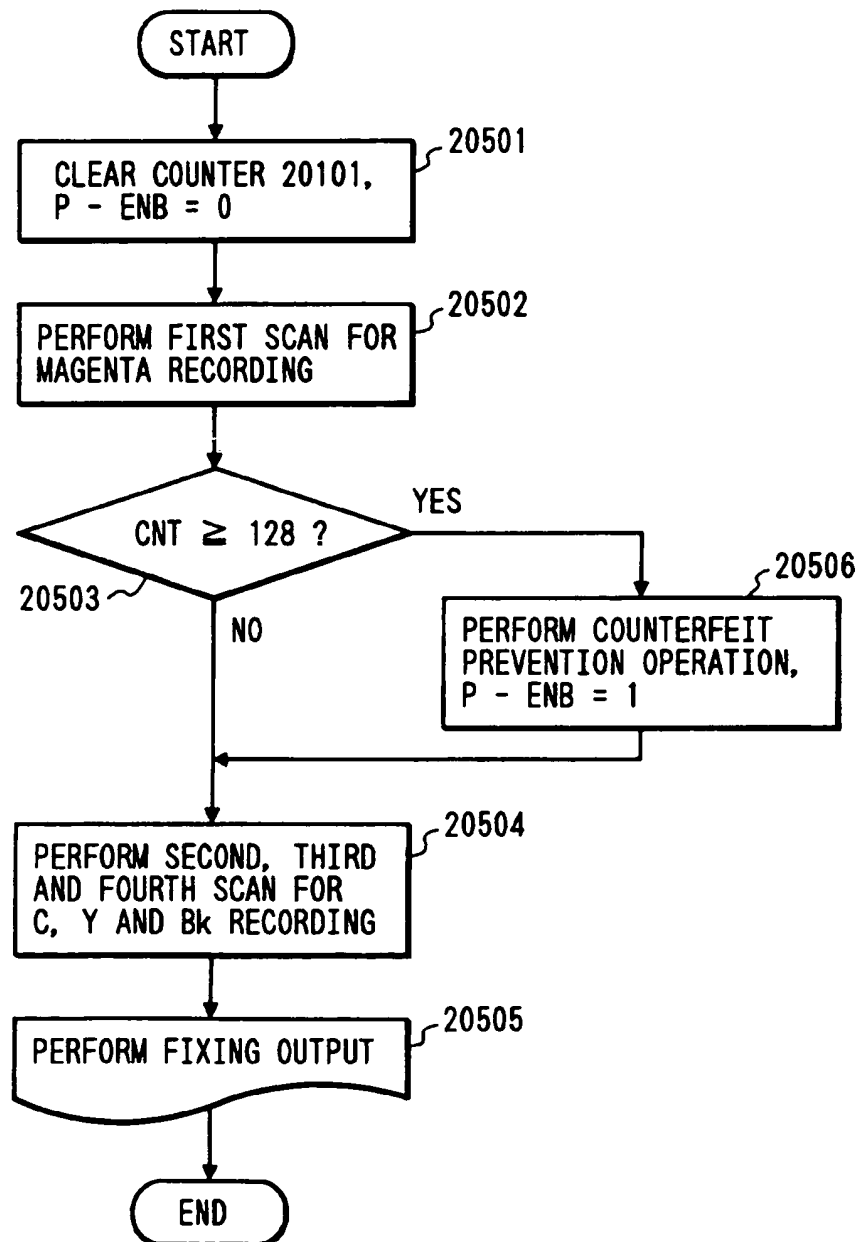 START
20501
CLEAR COUNTER 20101,
P - ENB = 0
20502
PERFORM FIRST SCAN FOR
MAGENTA RECORDING
YES
CNT ≧ 128 ?
20503
NO
20506
PERFORM COUNTERFEIT
PREVENTION OPERATION,
P - ENB = 1
20504
PERFORM SECOND, THIRD
AND FOURTH SCAN FOR
C, Y AND Bk RECORDING
20505
PERFORM FIXING OUTPUT
END